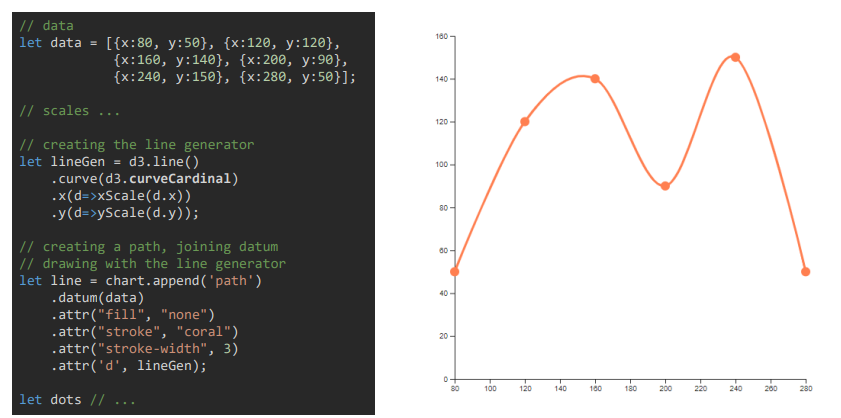 // data
let data = [{x:80, y:50}, {x:120, y:120},
            {x:160, y:140}, {x:200, y:90},
            {x:240, y:150}, {x:280, y:50}];
// scales ...
// creating the line generator
let lineGen = d3.line()
    .curve(d3.curveCardinal)
    .x(d=>xScale(d.x))
    .y(d=>yScale(d.y));
// creating a path, joining datum
// drawing with the line generator
let line = chart.append('path')
    .datum(data)
    .attr("fill", "none")
    .attr("stroke", "coral")
    .attr("stroke-width", 3)
    .attr('d', lineGen);
let dots // ...
160
140
120
100
80
60
40
20
0
80 100 120 140 160 180 200 220 240 260 280